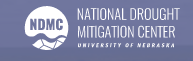 NDMC
NATIONAL DROUGHT
MITIGATION CENTER
UNIVERSITY OF NEBRASKA